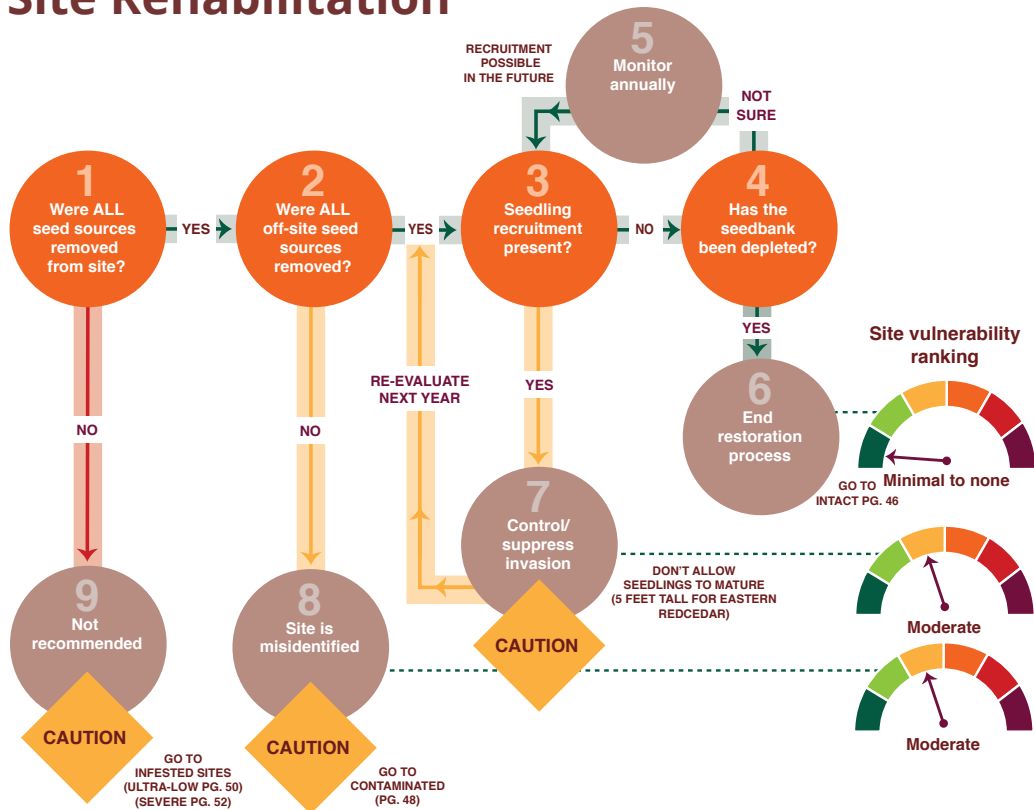 Site Rehabilitation
RECRUITMENT
POSSIBLE
IN THE FUTURE
5
Monitor
annually
NOT
SURE
1
Were ALL
seed sources
removed
from site?
YES
2
Were ALL
off-site seed
sources
removed?
YES
3
Seedling
recruitment
present?
NO
4
Has the
seedbank
been depleted?
YES
Site vulnerability
ranking
RE-EVALUATE
NEXT YEAR
YES
NO
NO
6
End
restoration
process
GO TO
INTACT PG. 46
Minimal to none
7
Control/
suppress
invasion
CAUTION
DON'T ALLOW
SEEDLINGS TO MATURE
(5 FEET TALL FOR EASTERN
REDCEDAR)
Moderate
9
Not
recommended
CAUTION
GO TO
INFESTED SITES
(ULTRA-LOW PG. 50)
(SEVERE PG. 52)
8
Site is
misidentified
CAUTION
GO TO
CONTAMINATED
(PG. 48)
Moderate